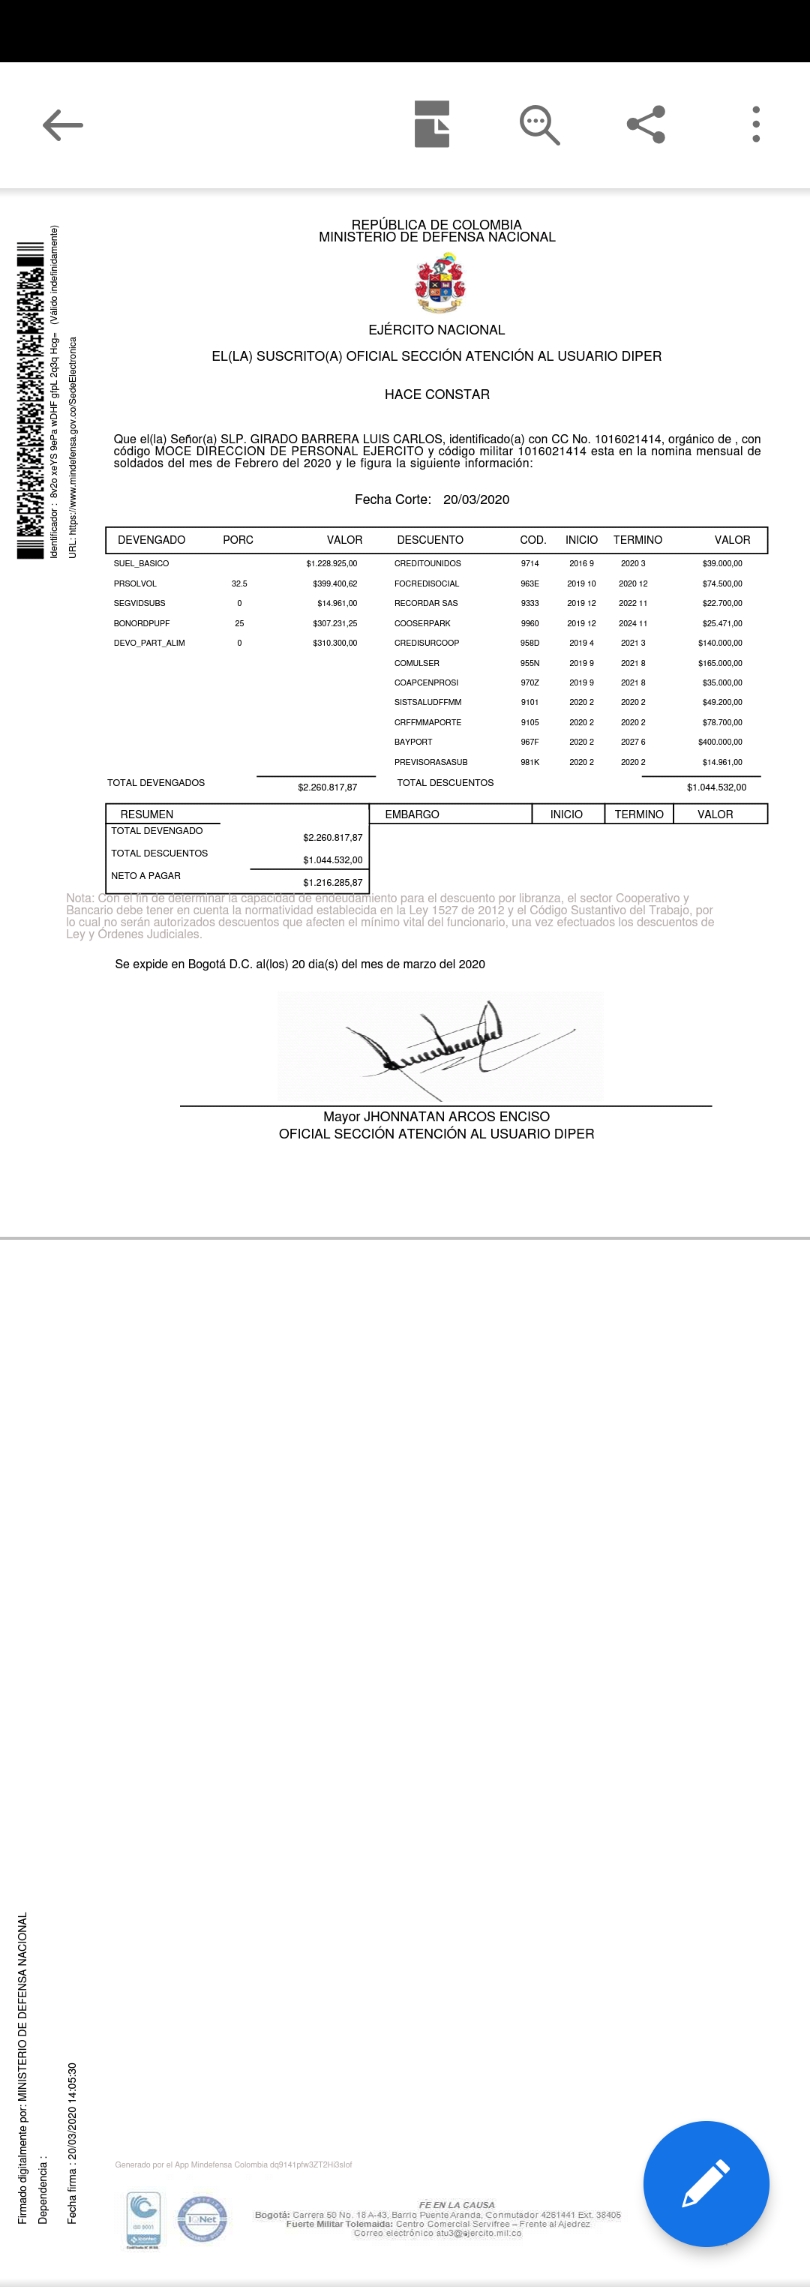 REPÚBLICA DE COLOMBIA
MINISTERIO DE DEFENSA NACIONAL
EJÉRCITO NACIONAL
EL(LA) SUSCRITO(A) OFICIAL SECCIÓN ATENCIÓN AL USUARIO DIPER
HACE CONSTAR
Que el(la) Señor(a) SLP. GIRADO BARRERA LUIS CARLOS, identificado(a) con CC No. 1016021414, orgánico de , con
código MOCE DIRECCION DE PERSONAL EJERCITO y código militar 1016021414 esta en la nomina mensual de
soldados del mes de Febrero del 2020 y le figura la siguiente información:
Fecha Corte: 20/03/2020
DEVENGADO PORC VALOR DESCUENTO COD. INICIO TERMINO VALOR
SUEL_BASICO $1.228.925,00 CREDITOUNIDOS 9714 2016 9 2020 3 $39.000,00
PRSOLVOL 32.5 $399.400,62 FOCREDISOCIAL 963E 2019 10 2020 12 $74.500,00
SEGVIDSUBS 0 $14.961,00 RECORDAR SAS 9333 2019 12 2022 11 $22.700,00
BONORDPUPF 25 $307.231,25 COOSERPARK 9960 2019 12 2024 11 $25.471,00
DEVO_PART_ALIM 0 $310.300,00 CREDISURCOOP 958D 2019 4 2021 3 $140.000,00
COMULSER 955N 2019 9 2021 8 $165.000,00
COAPCENPROSI 970Z 2019 9 2021 8 $35.000,00
SISTSALUDFFMM 9101 2020 2 2020 2 $49.200,00
CRFFMMAPORTE 9105 2020 2 2020 2 $78.700,00
BAYPORT 967F 2020 2 2027 6 $400.000,00
PREVISORASASUB 981K 2020 2 2020 2 $14.961,00
TOTAL DEVENGADOS $2.260.817,87 TOTAL DESCUENTOS $1.044.532,00
RESUMEN EMBARGO INICIO TERMINO VALOR
TOTAL DEVENGADO $2.260.817,87
TOTAL DESCUENTOS $1.044.532,00
NETO A PAGAR $1.216.285,87
Nota: Con el fin de determinar la capacidad de endeudamiento para el descuento por libranza, el sector Cooperativo y
Bancario debe tener en cuenta la normatividad establecida en la Ley 1527 de 2012 y el Código Sustantivo del Trabajo, por
lo cual no serán autorizados descuentos que afecten el mínimo vital del funcionario, una vez efectuados los descuentos de
Ley y Órdenes Judiciales.
Se expide en Bogotá D.C. al(los) 20 dia(s) del mes de marzo del 2020
Mayor JHONNATAN ARCOS ENCISO
OFICIAL SECCIÓN ATENCIÓN AL USUARIO DIPER
Identificador : 8v2o xeYS 9ePa wDHF gfpL 2q3q Hcg= (Válido indefinidamente)
URL: https://www.mindefensa.gov.co/SedeElectronica
Firmado digitalmente por: MINISTERIO DE DEFENSA NACIONAL
Dependencia :
Fecha firma : 20/03/2020 14:05:30
Generado por el App Mindefensa Colombia dq9141pfw3ZT2Hi3slof
ISO 9001
IQNet
FE EN LA CAUSA
Bogotá: Carrera 50 No. 18 A-43, Barrio Puente Aranda, Conmutador 4261441 Ext. 38405
Fuerte Militar Tolemaida: Centro Comercial Servifree – Frente al Ajedrez
Correo electrónico atu3@ejercito.mil.co